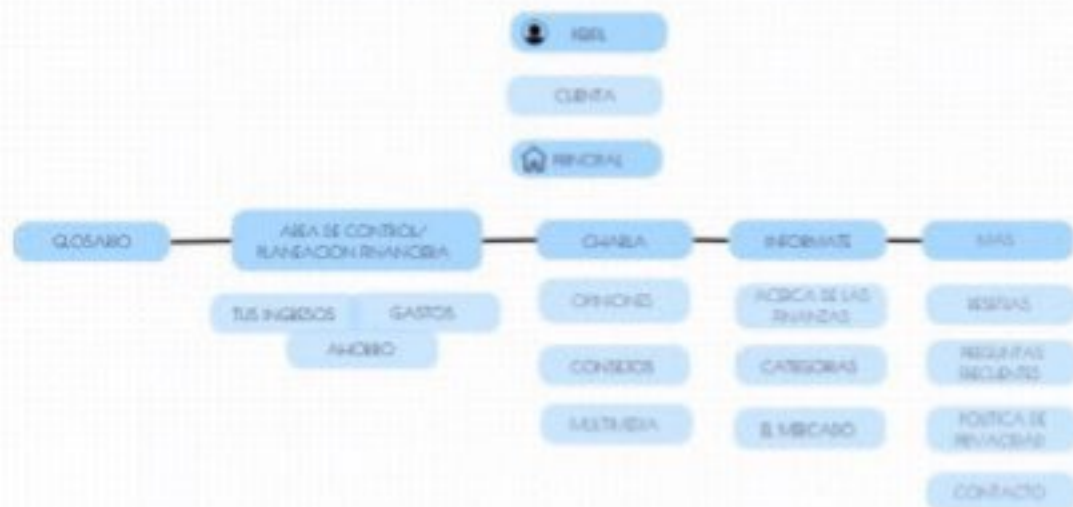 CUENTA
PRINCIPAL
GLOSARIO
AREA DE CONTROL/
PLANEACION FINANCIERA
CHARLA
INFORMATE
MAS
TUS INGRESOS
GASTOS
AHORRO
OPINIONES
CONSEJOS
MULTIMEDIA
ACERCA DE LAS
FINANZAS
CATEGORIAS
EL MERCADO
RESEÑAS
PREGUNTAS
FRECUENTES
POLITICA DE
PRIVACIDAD
CONTACTO